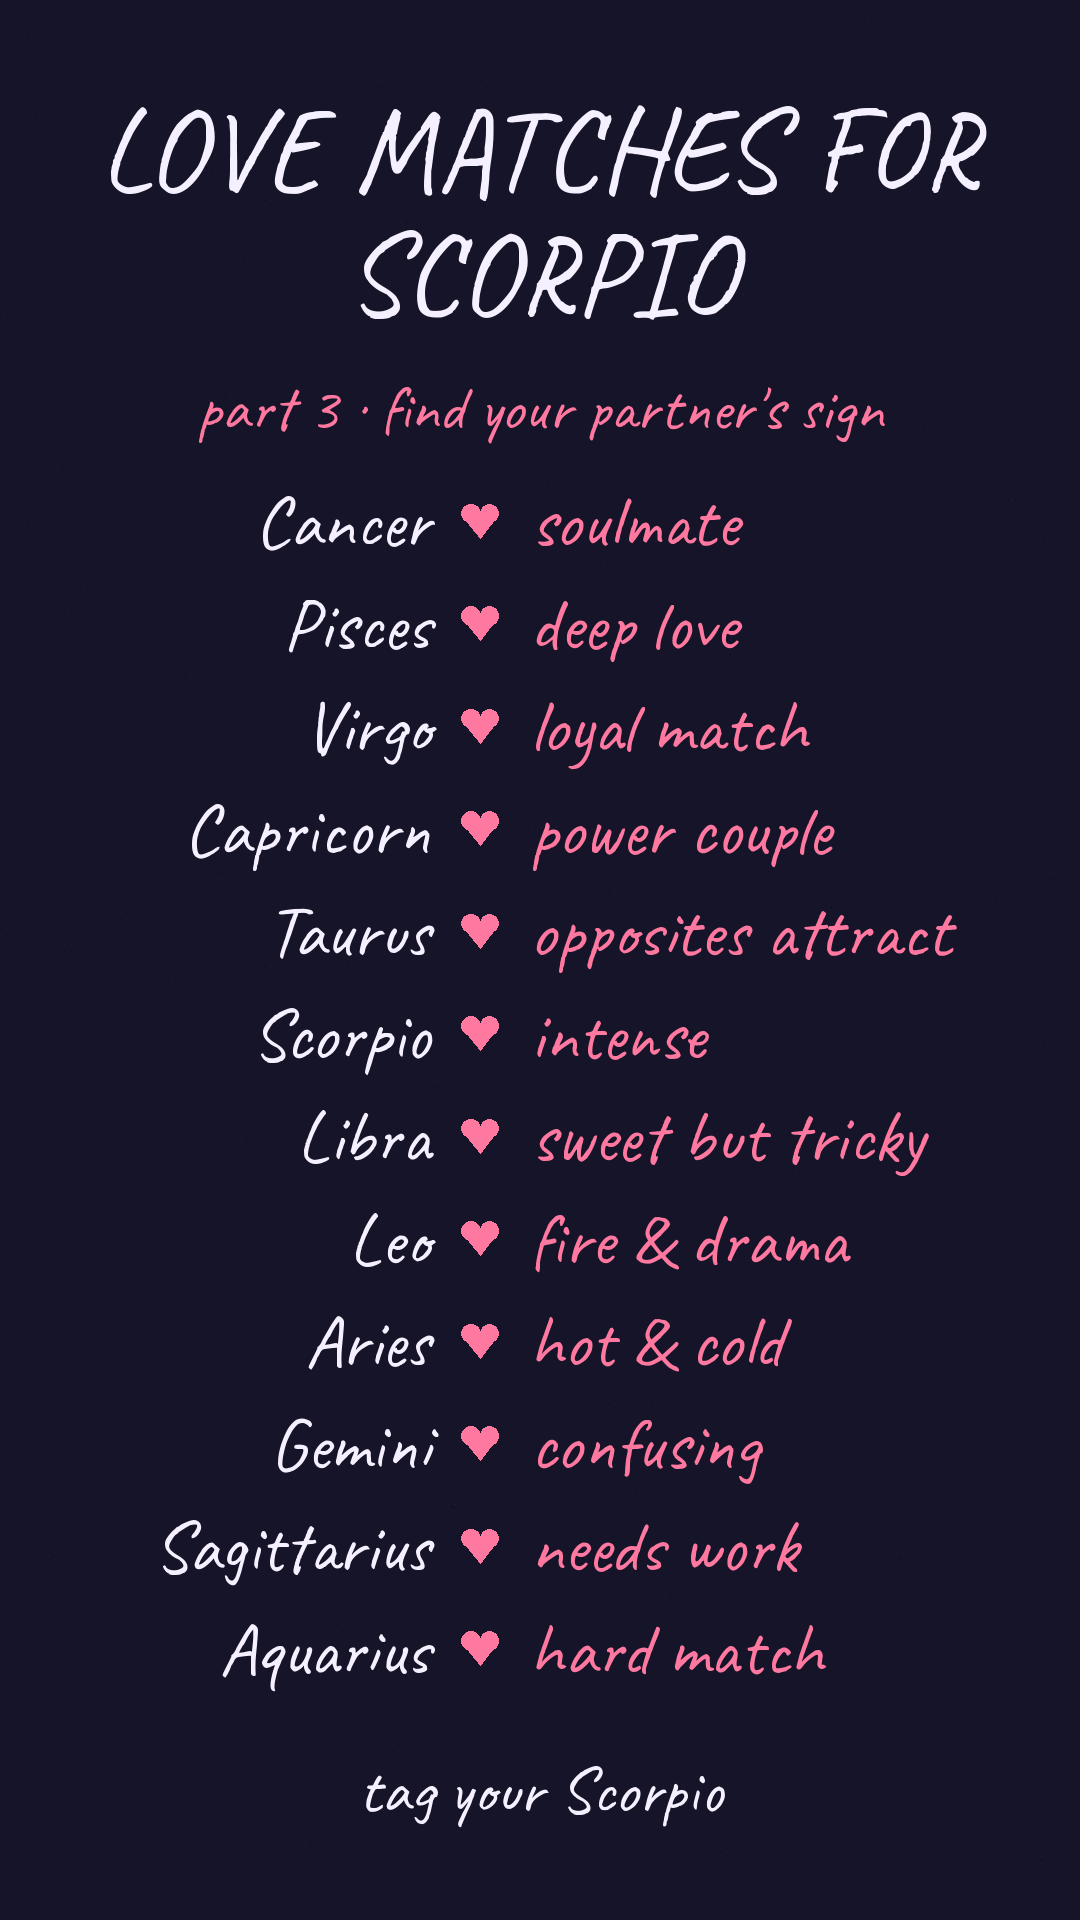 LOVE MATCHES FOR
SCORPIO
part 3 · find your partner's sign
Cancer ♥ soulmate
Pisces ♥ deep love
Virgo ♥ loyal match
Capricorn ♥ power couple
Taurus ♥ opposites attract
Scorpio ♥ intense
Libra ♥ sweet but tricky
Leo ♥ fire & drama
Aries ♥ hot & cold
Gemini ♥ confusing
Sagittarius ♥ needs work
Aquarius ♥ hard match
tag your Scorpio